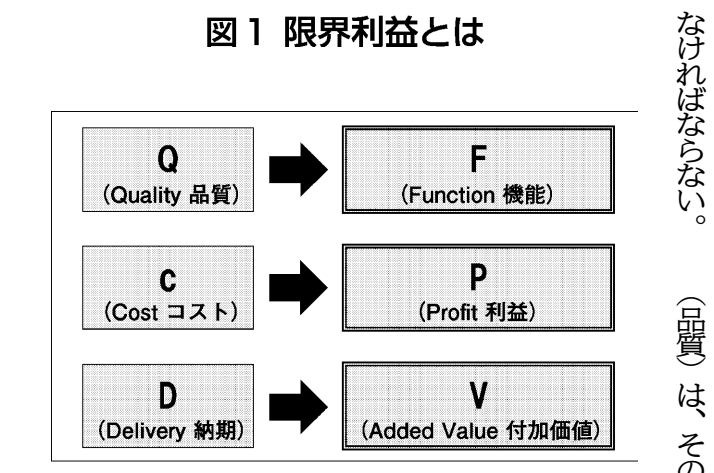 図1 限界利益とは
Q
(Quality 品質)
F
(Function 機能)
C
(Cost コスト)
P
(Profit 利益)
D
(Delivery 納期)
V
(Added Value 付加価値)
なければならない。
(品質)は、その